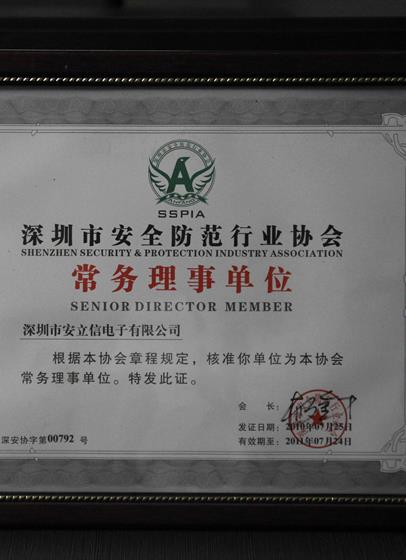 SSPIA
深圳市安全防范行业协会
SHENZHEN SECURITY & PROTECTION INDUSTRY ASSOCIATION
常务理事单位
SENIOR DIRECTOR MEMBER
深圳市安立信电子有限公司
根据本协会章程规定，核准你单位为本协会
常务理事单位。特发此证。
会　长：
发证日期：2010年07月25日
深安协字第00792 号
有效期至：2011年07月24日